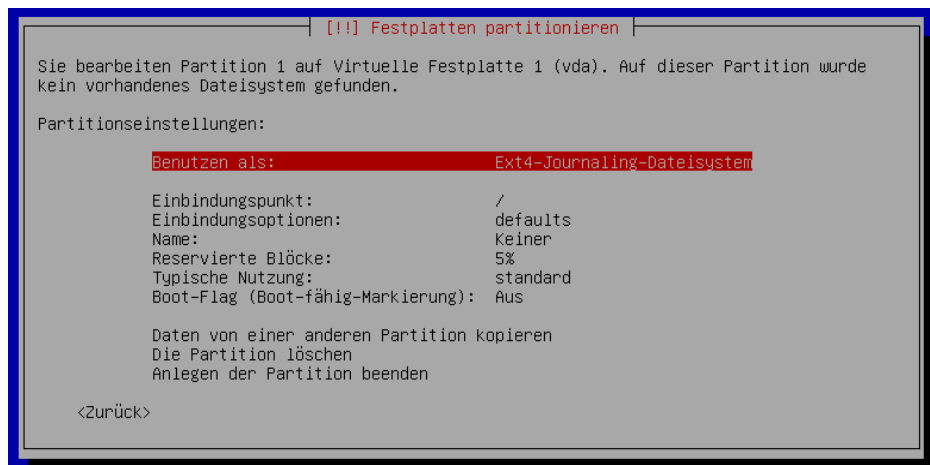 [!!] Festplatten partitionieren
Sie bearbeiten Partition 1 auf Virtuelle Festplatte 1 (vda). Auf dieser Partition wurde
kein vorhandenes Dateisystem gefunden.
Partitionseinstellungen:
Benutzen als: Ext4-Journaling-Dateisystem
Einbindungspunkt: /
Einbindungsoptionen: defaults
Name: Keiner
Reservierte Blöcke: 5%
Typische Nutzung: standard
Boot-Flag (Boot-fähig-Markierung): Aus
Daten von einer anderen Partition kopieren
Die Partition löschen
Anlegen der Partition beenden
<Zurück>